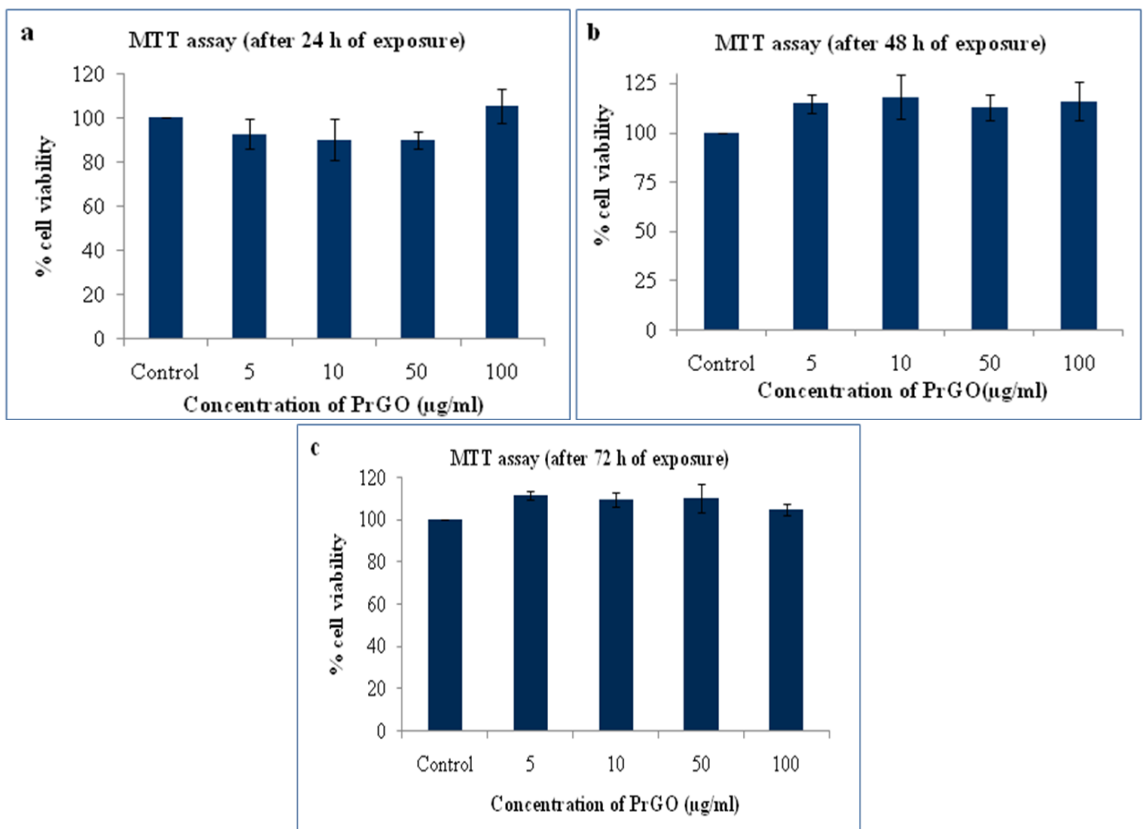 a
MTT assay (after 24 h of exposure)
120
100
80
60
40
20
0
% cell viability
Control 5 10 50 100
Concentration of PrGO (µg/ml)
b
MTT assay (after 48 h of exposure)
125
100
75
50
25
0
% cell viability
Control 5 10 50 100
Concentration of PrGO(µg/ml)
c
MTT assay (after 72 h of exposure)
120
100
80
60
40
20
0
% cell viability
Control 5 10 50 100
Concentration of PrGO (µg/ml)